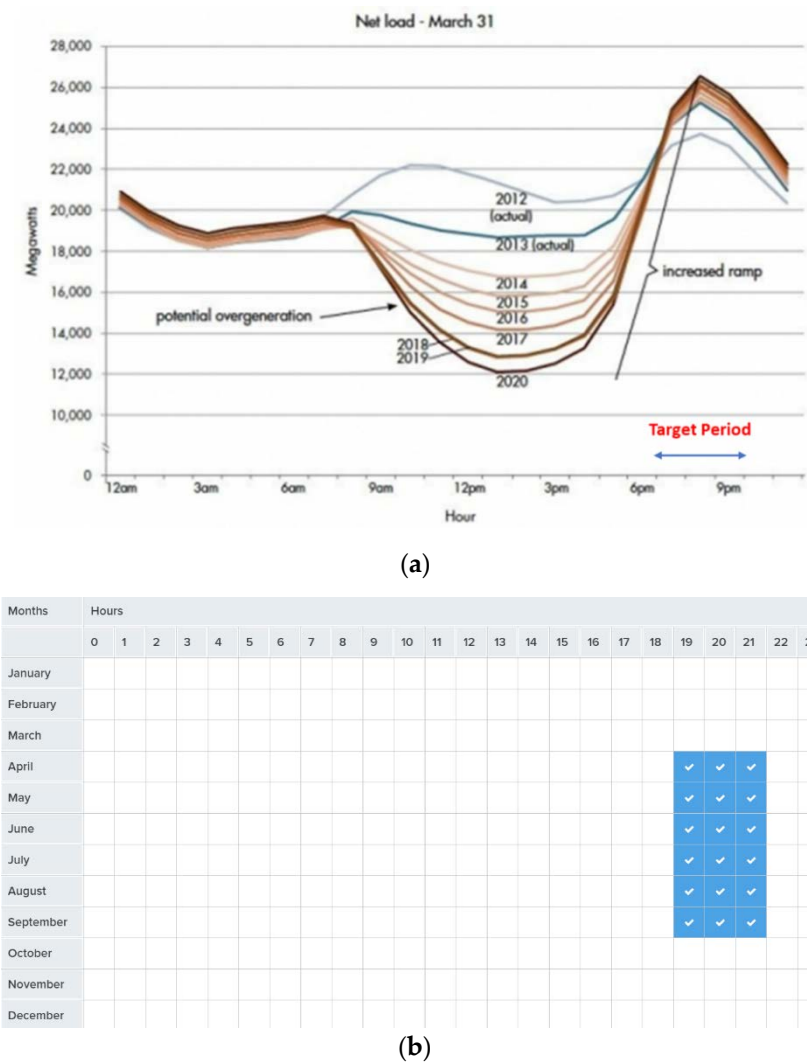 Net load - March 31
28,000
26,000
24,000
22,000
20,000
18,000
16,000
14,000
12,000
10,000
0
Megawatts
2012
(actual)
2013 (actual)
2014
2015
2016
2017
2018
2019
2020
potential overgeneration
increased ramp
Target Period
12am 3am 6am 9am 12pm 3pm 6pm 9pm
Hour
(a)
Months Hours
0 1 2 3 4 5 6 7 8 9 10 11 12 13 14 15 16 17 18 19 20 21 22
January
February
March
April
May
June
July
August
September
October
November
December
(b)